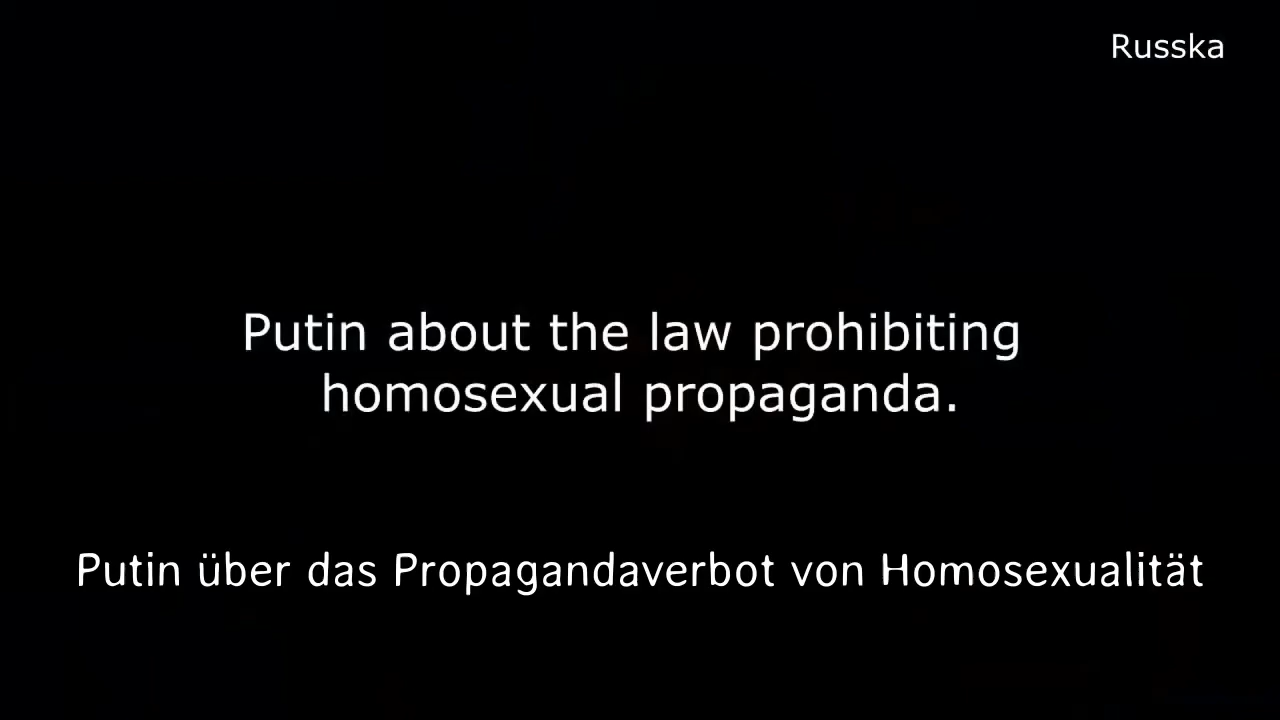 Russka
Putin about the law prohibiting
homosexual propaganda.
Putin über das Propagandaverbot von Homosexualität